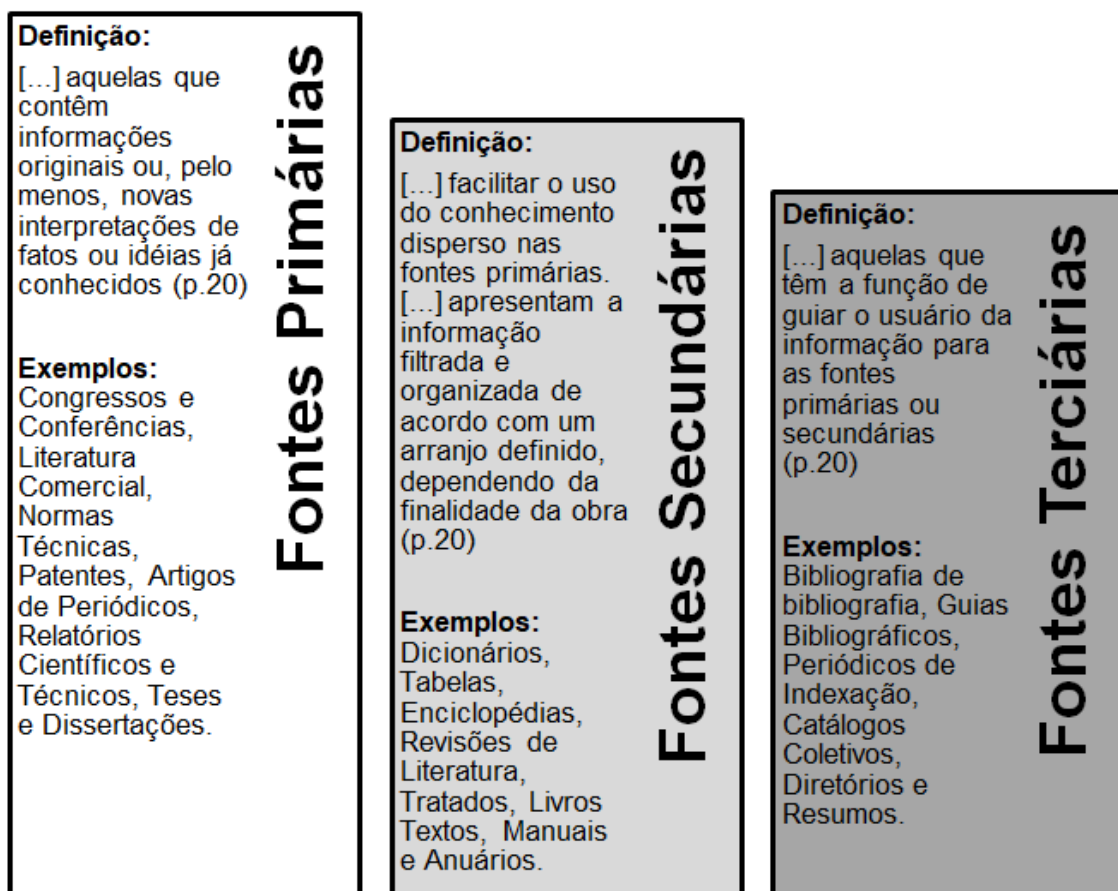 Definição:
[...] aquelas que
contêm
informações
originais ou, pelo
menos, novas
interpretações de
fatos ou idéias já
conhecidos (p.20)
Exemplos:
Congressos e
Conferências,
Literatura
Comercial,
Normas
Técnicas,
Patentes, Artigos
de Periódicos,
Relatórios
Científicos e
Técnicos, Teses
e Dissertações.
Fontes Primárias
Definição:
[...] facilitar o uso
do conhecimento
disperso nas
fontes primárias.
[...] apresentam a
informação
filtrada e
organizada de
acordo com um
arranjo definido,
dependendo da
finalidade da obra
(p.20)
Exemplos:
Dicionários,
Tabelas,
Enciclopédias,
Revisões de
Literatura,
Tratados, Livros
Textos, Manuais
e Anuários.
Fontes Secundárias
Definição:
[...] aquelas que
têm a função de
guiar o usuário da
informação para
as fontes
primárias ou
secundárias
(p.20)
Exemplos:
Bibliografia de
bibliografia, Guias
Bibliográficos,
Periódicos de
Indexação,
Catálogos
Coletivos,
Diretórios e
Resumos.
Fontes Terciárias